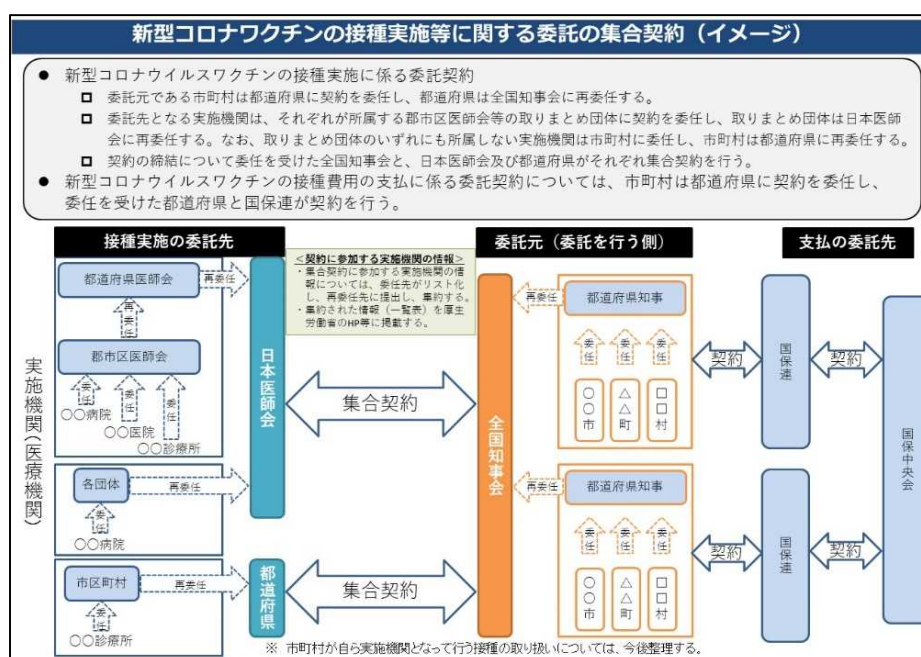 新型コロナワクチンの接種実施等に関する委託の集合契約（イメージ）
● 新型コロナウイルスワクチンの接種実施に係る委託契約
□ 委託元である市町村は都道府県に契約を委任し、都道府県は全国知事会に再委任する。
□ 委託先となる実施機関は、それぞれが所属する郡市区医師会等の取りまとめ団体に契約を委任し、取りまとめ団体は日本医師
会に再委任する。なお、取りまとめ団体のいずれにも所属しない実施機関は市町村に委任し、市町村は都道府県に再委任する。
□ 契約の締結について委任を受けた全国知事会と、日本医師会及び都道府県がそれぞれ集合契約を行う。
● 新型コロナウイルスワクチンの接種費用の支払に係る委託契約については、市町村は都道府県に契約を委任し、
委任を受けた都道府県と国保連が契約を行う。
接種実施の委託先
実施機関（医療機関）
都道府県医師会
再委任
再委任
郡市区医師会
委任
委任
委任
〇〇病院
〇〇医院
〇〇診療所
各団体
再委任
委任
〇〇病院
市区町村
再委任
委任
〇〇診療所
日本医師会
都道府県
＜契約に参加する実施機関の情報＞
・集合契約に参加する実施機関の情
報については、委任先がリスト化
し、再委任先に提出し、集約する。
・集約された情報（一覧表）を厚生
労働省のHP等に掲載する。
集合契約
集合契約
全国知事会
委託元（委託を行う側）
再委任
都道府県知事
委任
委任
委任
〇〇市
△△町
□□村
再委任
都道府県知事
委任
委任
委任
〇〇市
△△町
□□村
支払の委託先
契約
国保連
契約
契約
国保連
契約
国保中央会
※ 市町村が自ら実施機関となって行う接種の取り扱いについては、今後整理する。